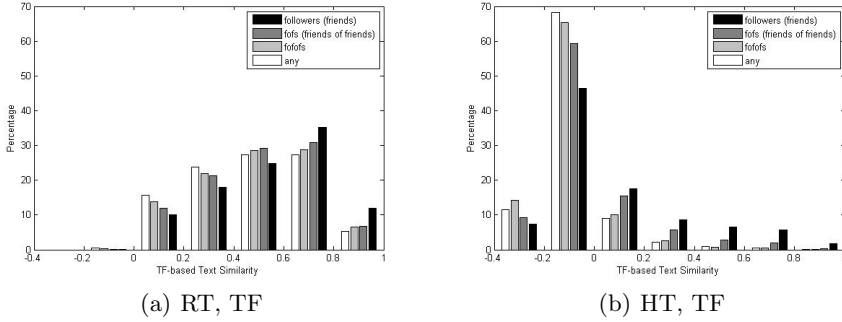 70
60
50
40
30
20
10
0
Percentage
followers (friends)
fofs (friends of friends)
fofofs
any
-0.4 -0.2 0 0.2 0.4 0.6 0.8 1
TF-based Text Similarity
(a) RT, TF
70
60
50
40
30
20
10
0
Percentage
followers (friends)
fofs (friends of friends)
fofofs
any
-0.4 -0.2 0 0.2 0.4 0.6 0.8 1
TF-based Text Similarity
(b) HT, TF